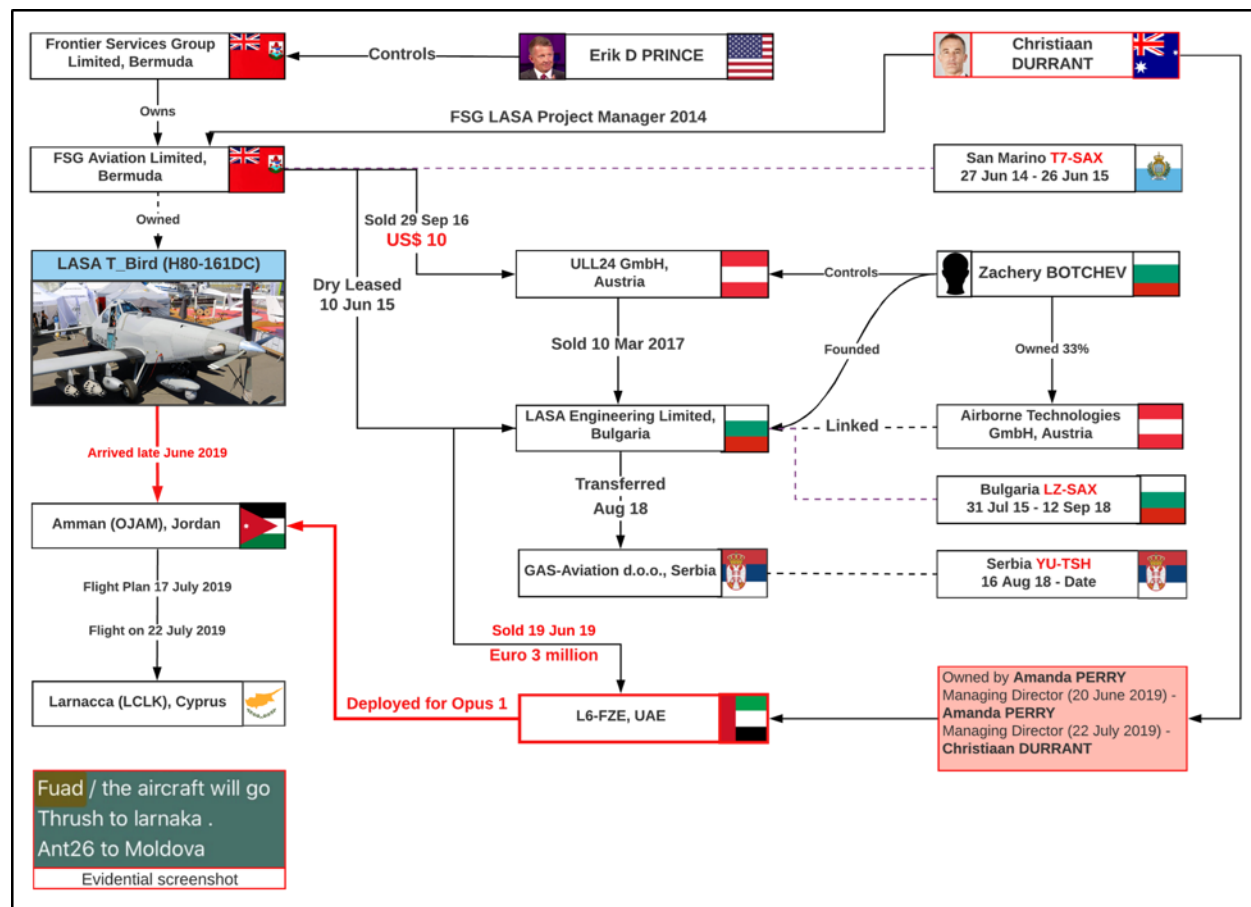 Frontier Services Group
Limited, Bermuda
Controls
Erik D PRINCE
Christiaan
DURRANT
Owns
FSG LASA Project Manager 2014
FSG Aviation Limited,
Bermuda
San Marino T7-SAX
27 Jun 14 - 26 Jun 15
Owned
Sold 29 Sep 16
US$ 10
LASA T_Bird (H80-161DC)
ULL24 GmbH,
Austria
Controls
Zachery BOTCHEV
Dry Leased
10 Jun 15
Sold 10 Mar 2017
Founded
Owned 33%
LASA Engineering Limited,
Bulgaria
Linked
Airborne Technologies
GmbH, Austria
Arrived late June 2019
Transferred
Aug 18
Bulgaria LZ-SAX
31 Jul 15 - 12 Sep 18
Amman (OJAM), Jordan
GAS-Aviation d.o.o., Serbia
Serbia YU-TSH
16 Aug 18 - Date
Flight Plan 17 July 2019
Flight on 22 July 2019
Sold 19 Jun 19
Euro 3 million
Larnacca (LCLK), Cyprus
Deployed for Opus 1
L6-FZE, UAE
Owned by Amanda PERRY
Managing Director (20 June 2019) -
Amanda PERRY
Managing Director (22 July 2019) -
Christiaan DURRANT
Fuad / the aircraft will go
Thrush to larnaka .
Ant26 to Moldova
Evidential screenshot